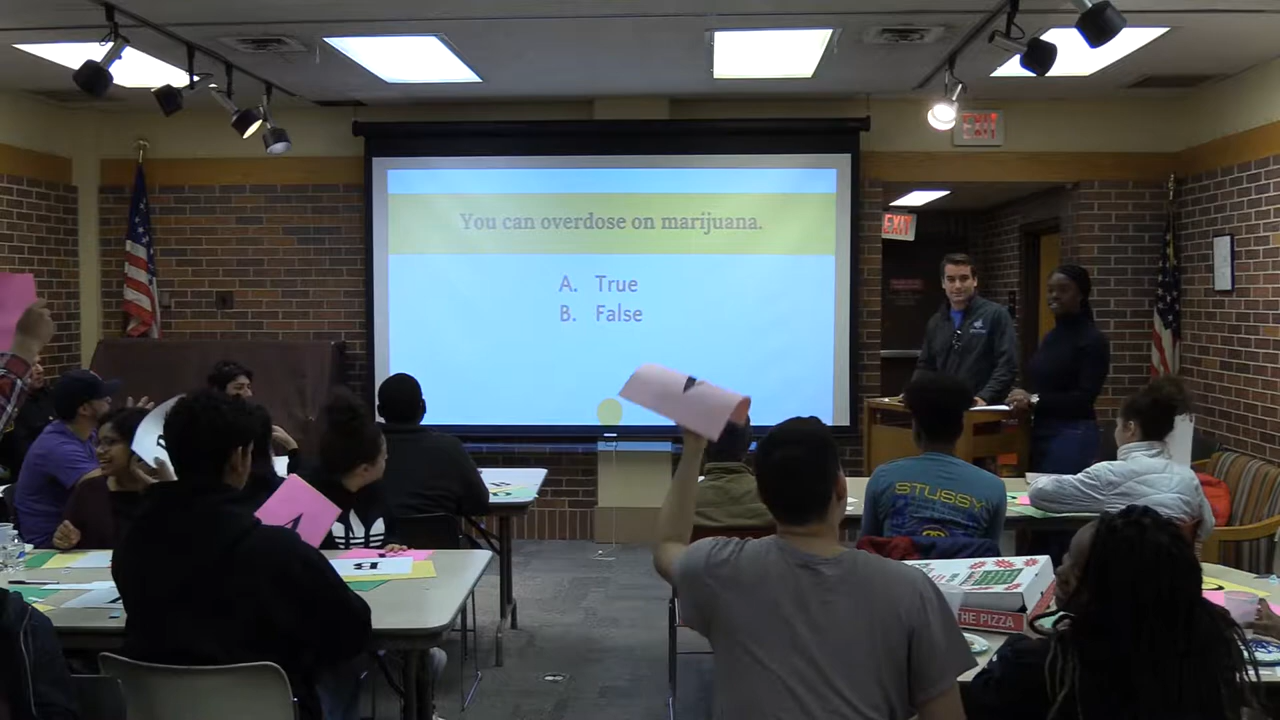 EXIT
EXIT
You can overdose on marijuana.
A. True
B. False
STUSSY
A
B
THE PIZZA